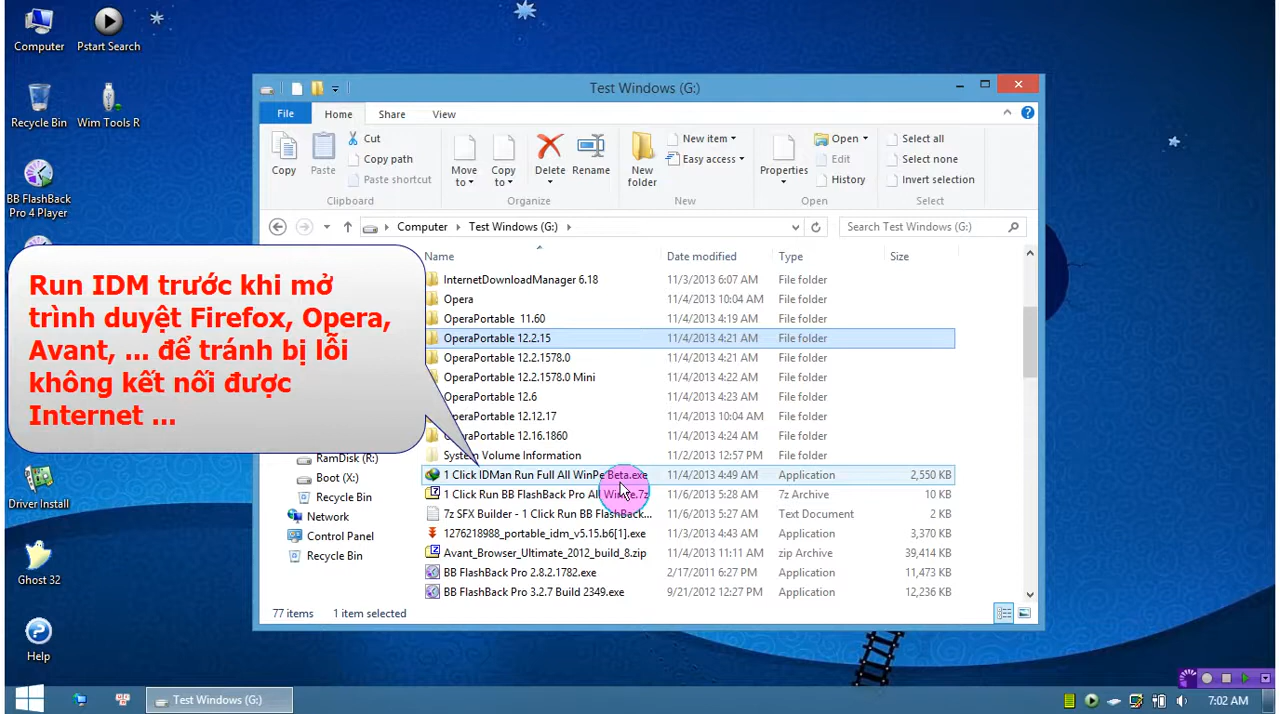 Computer
Pstart Search
Recycle Bin
Wim Tools R
BB FlashBack
Pro 4 Player
Driver Install
Ghost 32
Help
Test Windows (G:)
File
Home
Share
View
Copy
Paste
Cut
Copy path
Paste shortcut
Clipboard
Move
to
Copy
to
Delete
Rename
Organize
New
folder
New item
Easy access
New
Properties
Open
Edit
History
Open
Select all
Select none
Invert selection
Select
Computer
Test Windows (G:)
Search Test Windows (G:)
Name Date modified Type Size
InternetDownloadManager 6.18 11/3/2013 6:07 AM File folder
Opera 11/4/2013 10:04 AM File folder
OperaPortable 11.60 11/4/2013 4:19 AM File folder
OperaPortable 12.2.15 11/4/2013 4:21 AM File folder
OperaPortable 12.2.1578.0 11/4/2013 4:21 AM File folder
OperaPortable 12.2.1578.0 Mini 11/4/2013 4:22 AM File folder
OperaPortable 12.6 11/4/2013 4:23 AM File folder
OperaPortable 12.12.17 11/4/2013 10:04 AM File folder
OperaPortable 12.16.1860 11/4/2013 4:24 AM File folder
System Volume Information 11/2/2013 12:57 PM File folder
1 Click IDMan Run Full All WinPe Beta.exe 11/4/2013 4:49 AM Application 2,550 KB
1 Click Run BB FlashBack Pro All WinPe.7z 11/6/2013 5:28 AM 7z Archive 10 KB
7z SFX Builder - 1 Click Run BB FlashBack... 11/6/2013 5:27 AM Text Document 2 KB
1276218988_portable_idm_v5.15.b6[1].exe 11/3/2013 4:43 AM Application 3,370 KB
Avant_Browser_Ultimate_2012_build_8.zip 11/4/2013 11:11 AM zip Archive 39,414 KB
BB FlashBack Pro 2.8.2.1782.exe 2/17/2011 6:27 PM Application 11,473 KB
BB FlashBack Pro 3.2.7 Build 2349.exe 9/21/2012 12:27 PM Application 12,236 KB
Run IDM trước khi mở
trình duyệt Firefox, Opera,
Avant, ... để tránh bị lỗi
không kết nối được
Internet ...
RamDisk (R:)
Boot (X:)
Recycle Bin
Network
Control Panel
Recycle Bin
77 items 1 item selected
Test Windows (G:)
7:02 AM